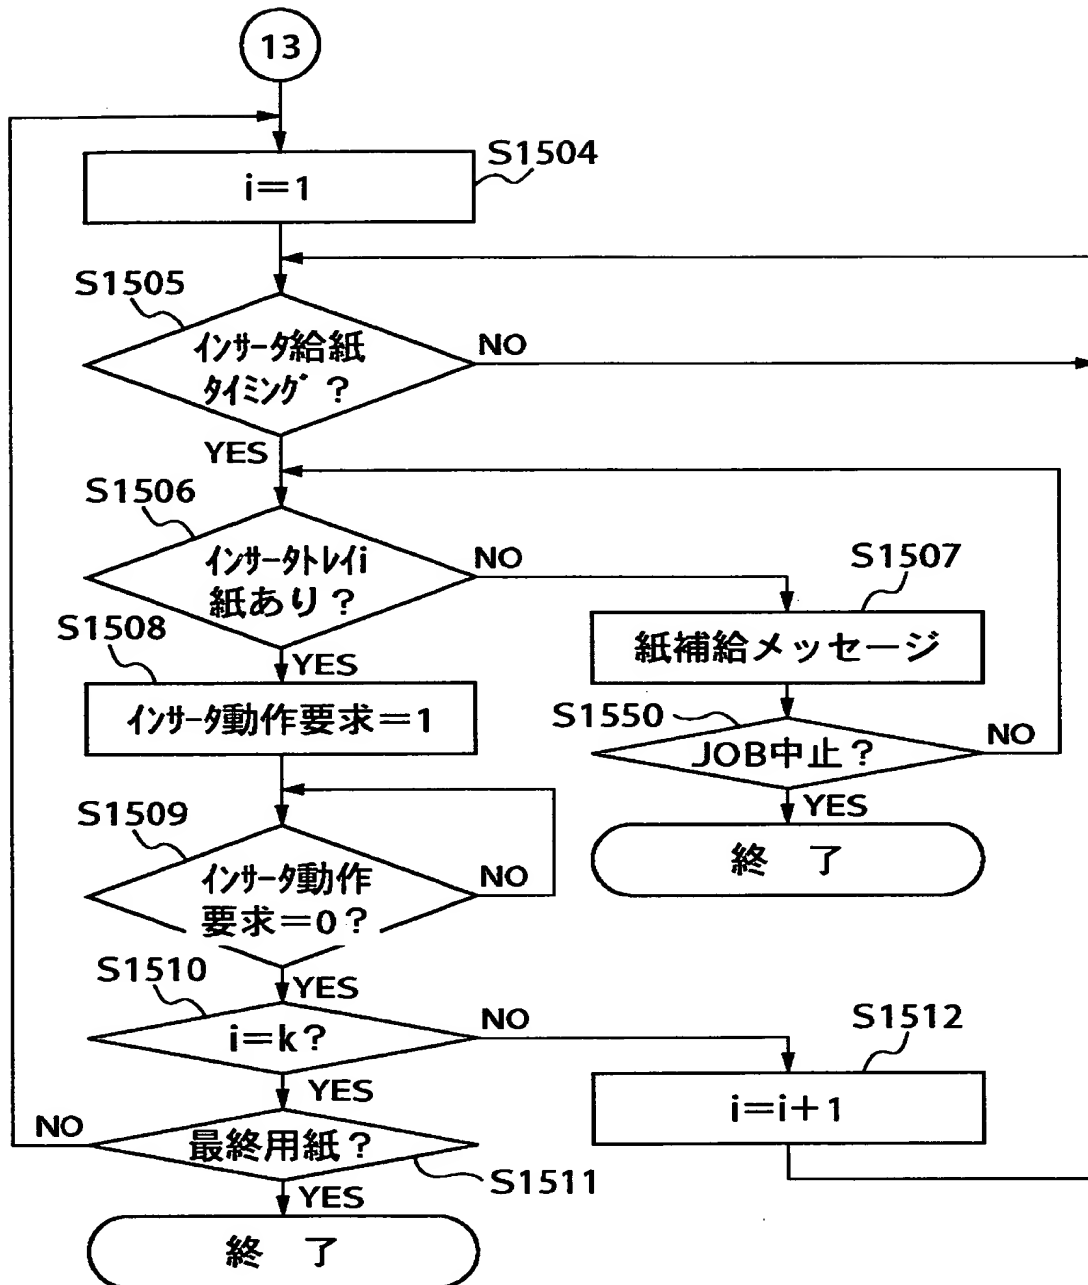 13
S1504
i=1
S1505
インサータ給紙
タイミング?
NO
YES
S1506
インサータトレイi
紙あり?
NO
S1507
紙補給メッセージ
S1508
YES
インサータ動作要求=1
S1550
JOB中止?
NO
YES
終 了
S1509
インサータ動作
要求=0?
NO
YES
S1510
i=k?
NO
S1512
i=i+1
YES
NO
最終用紙?
S1511
YES
終 了